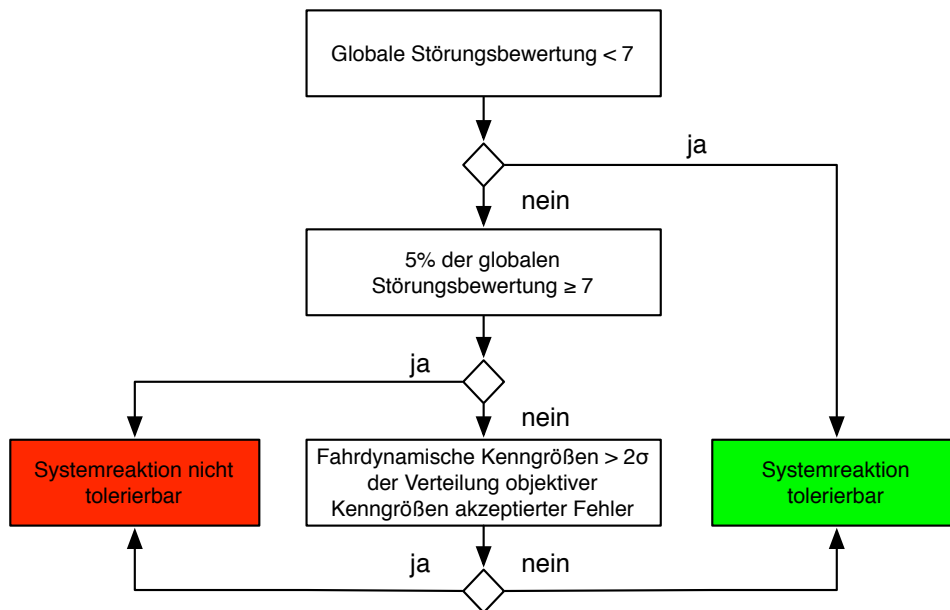 Globale Störungsbewertung < 7
ja
nein
5% der globalen
Störungsbewertung ≥ 7
ja
nein
Systemreaktion nicht
tolerierbar
Fahrdynamische Kenngrößen > 2σ
der Verteilung objektiver
Kenngrößen akzeptierter Fehler
Systemreaktion
tolerierbar
ja
nein